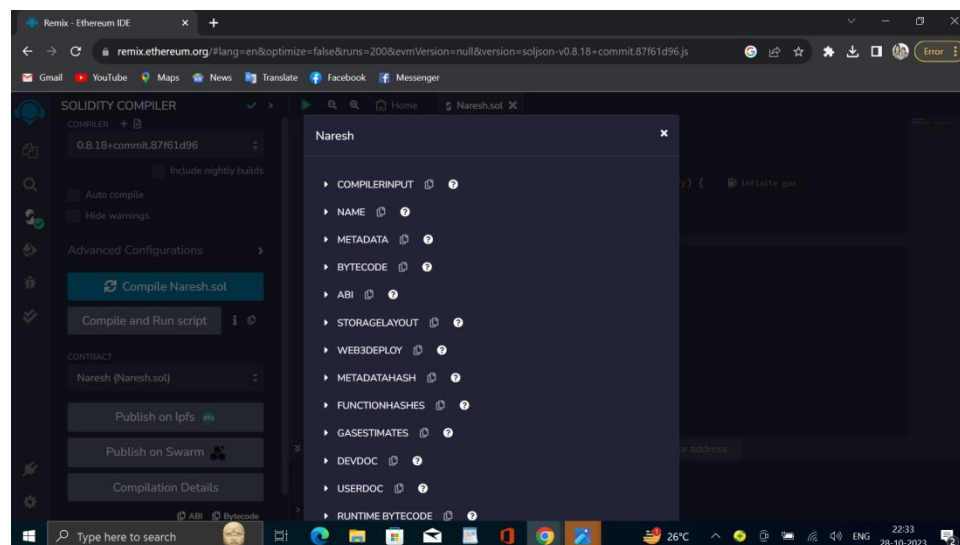 Remix - Ethereum IDE
remix.ethereum.org/#lang=en&optimize=false&runs=200&evmVersion=null&version=soljson-v0.8.18+commit.87f61d96.js
Error
Gmail YouTube Maps News Translate Facebook Messenger
SOLIDITY COMPILER
Home Naresh.sol
COMPILER
0.8.18+commit.87f61d96
Include nightly builds
Auto compile
Hide warnings
Advanced Configurations
Compile Naresh.sol
Compile and Run script
CONTRACT
Naresh (Naresh.sol)
Publish on Ipfs
Publish on Swarm
Compilation Details
ABI Bytecode
Naresh
COMPILERINPUT
NAME
METADATA
BYTECODE
ABI
STORAGELAYOUT
WEB3DEPLOY
METADATAHASH
FUNCTIONHASHES
GASESTIMATES
DEVDOC
USERDOC
RUNTIME BYTECODE
y) { infinite gas
or address
Type here to search
26°C
ENG
22:33
28-10-2023
2